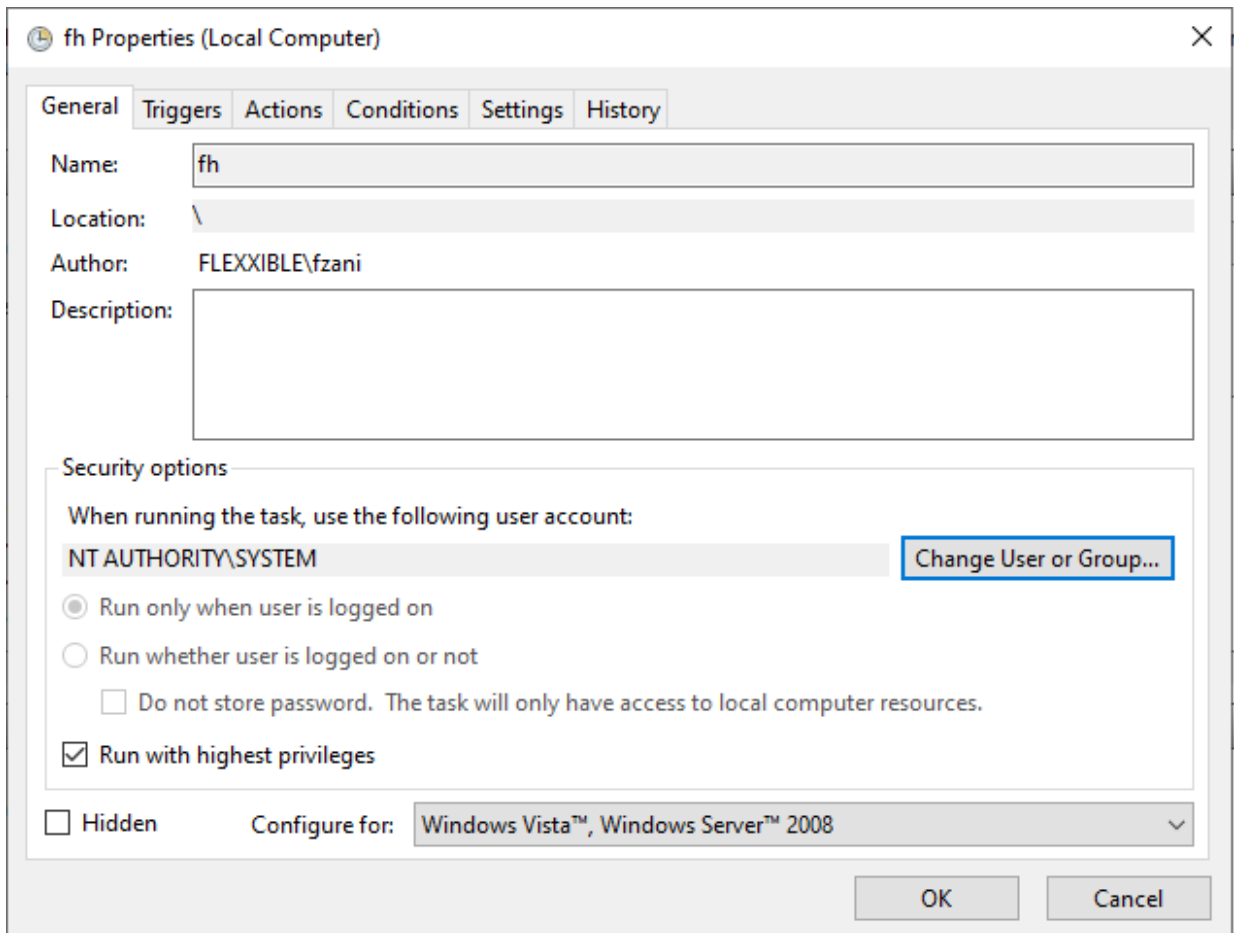 fh Properties (Local Computer)
General Triggers Actions Conditions Settings History
Name: fh
Location: \
Author: FLEXXIBLE\fzani
Description:
Security options
When running the task, use the following user account:
NT AUTHORITY\SYSTEM Change User or Group...
Run only when user is logged on
Run whether user is logged on or not
Do not store password. The task will only have access to local computer resources.
Run with highest privileges
Hidden Configure for: Windows Vista™, Windows Server™ 2008
OK Cancel